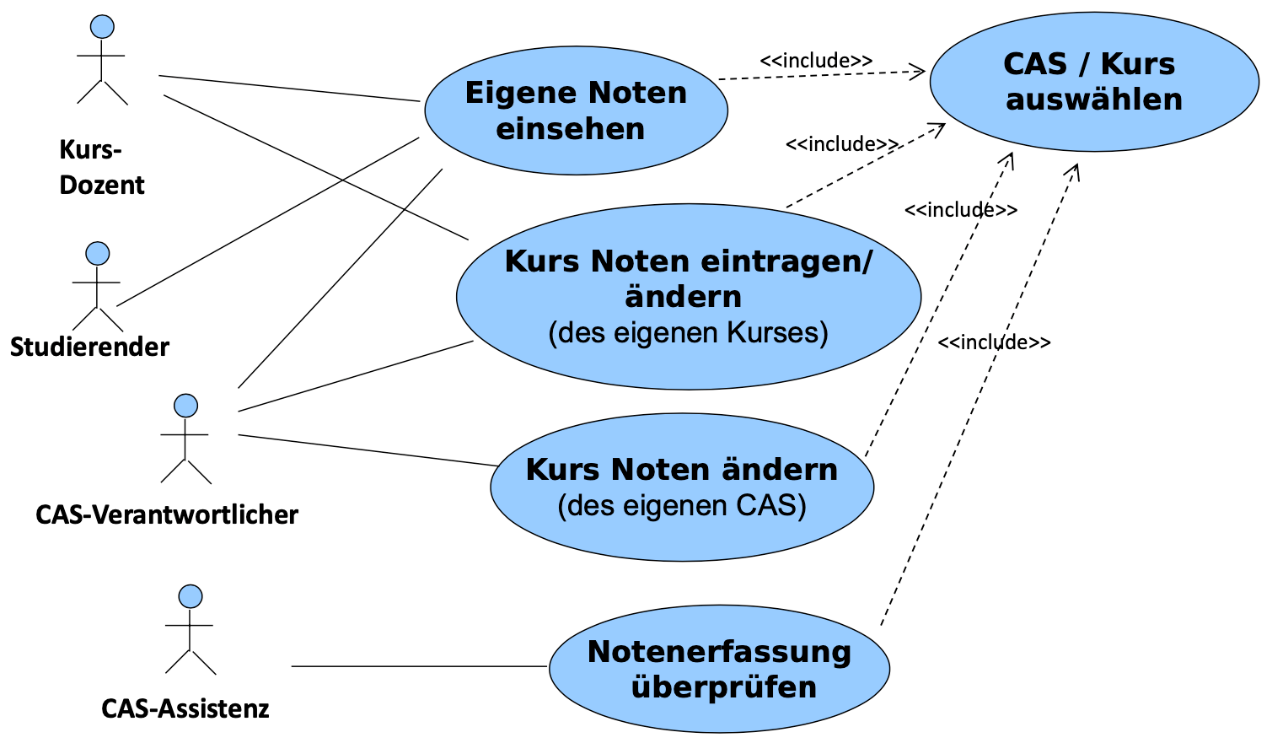 Kurs-
Dozent
Studierender
CAS-Verantwortlicher
CAS-Assistenz
Eigene Noten
einsehen
Kurs Noten eintragen/
ändern
(des eigenen Kurses)
Kurs Noten ändern
(des eigenen CAS)
Notenerfassung
überprüfen
<<include>>
<<include>>
<<include>>
<<include>>
CAS / Kurs
auswählen